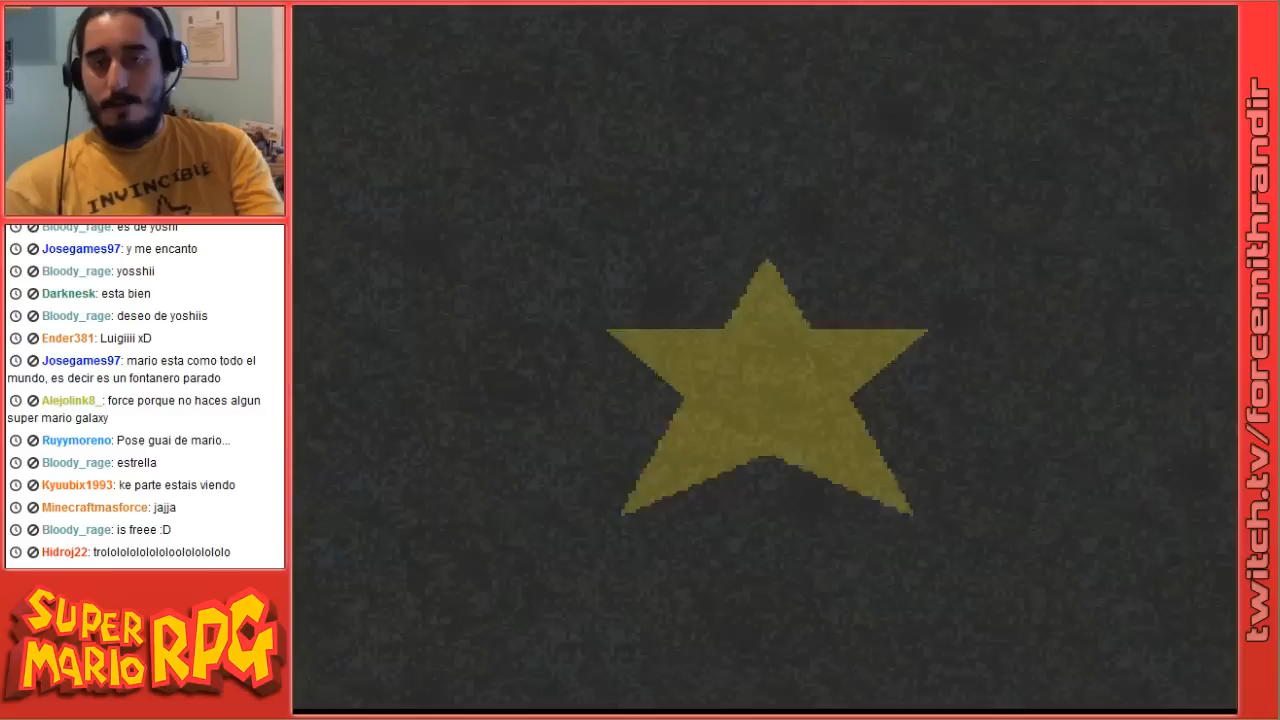 INVINCIBLE
Bloody_rage: es de yoshi
Josegames97: y me encanto
Bloody_rage: yosshii
Darknesk: esta bien
Bloody_rage: deseo de yoshiis
Ender381: Luigiiii xD
Josegames97: mario esta como todo el
mundo, es decir es un fontanero parado
Alejolink8_: force porque no haces algun
super mario galaxy
Ruyymoreno: Pose guai de mario...
Bloody_rage: estrella
Kyuubix1993: ke parte estais viendo
Minecraftmasforce: jajja
Bloody_rage: is freee :D
Hidroj22: trolololololololoolololololo
SUPER
MARIO RPG
twitch.tv/forcemithrandir